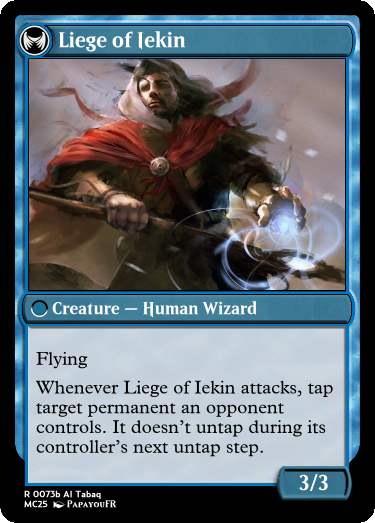 Liege of Iekin
Creature — Human Wizard
Flying
Whenever Liege of Iekin attacks, tap
target permanent an opponent
controls. It doesn't untap during its
controller's next untap step.
3/3
R 0073b Al Tabaq
MC25 PapayouFR